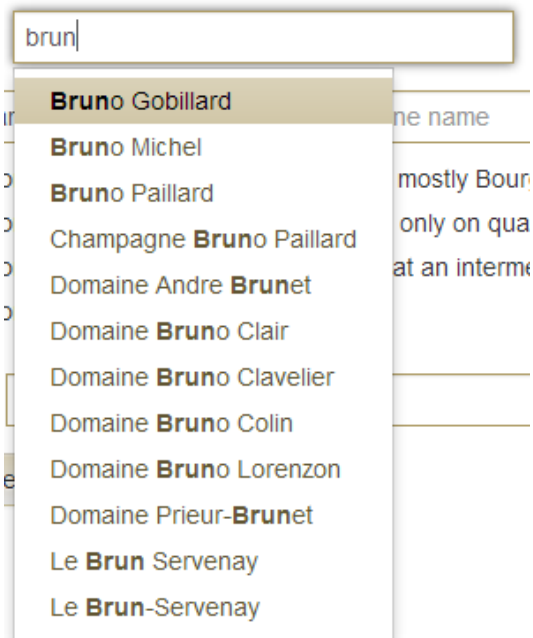 brun
Bruno Gobillard
ne name
Bruno Michel
Bruno Paillard
mostly Bour
Champagne Bruno Paillard
only on qua
Domaine Andre Brunet
at an interme
Domaine Bruno Clair
Domaine Bruno Clavelier
Domaine Bruno Colin
Domaine Bruno Lorenzon
Domaine Prieur-Brunet
Le Brun Servenay
Le Brun-Servenay